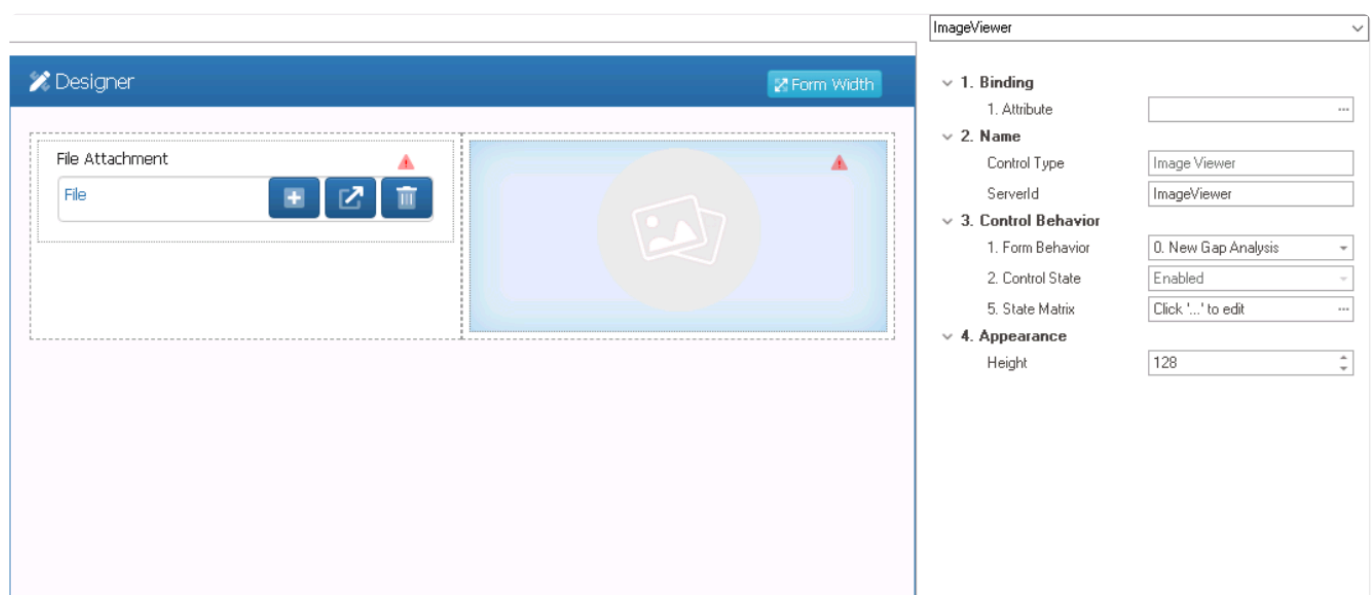 ImageViewer
Designer
Form Width
File Attachment
File
1. Binding
1. Attribute
2. Name
Control Type Image Viewer
ServerId ImageViewer
3. Control Behavior
1. Form Behavior 0. New Gap Analysis
2. Control State Enabled
5. State Matrix Click '...' to edit
4. Appearance
Height 128